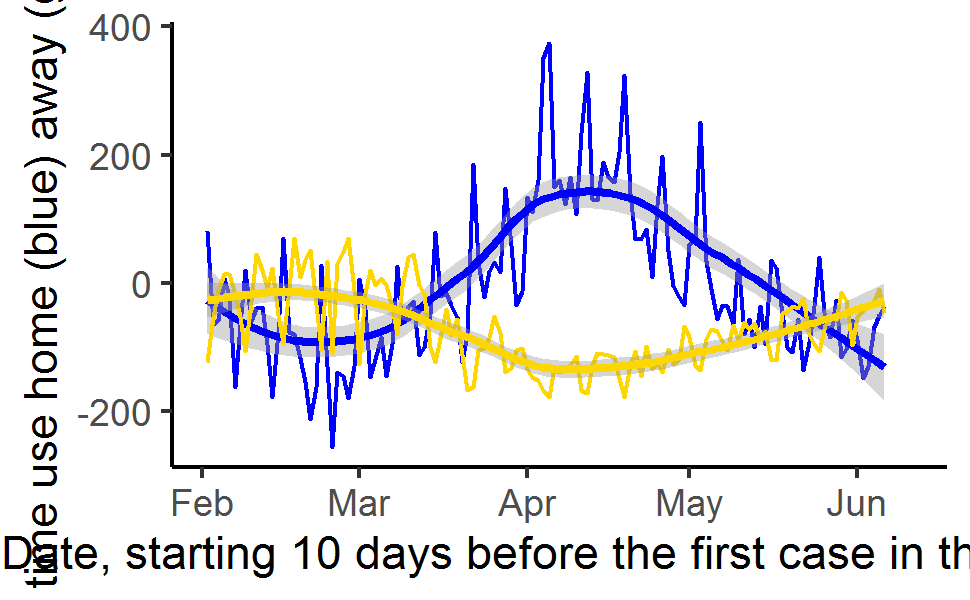 time use home (blue) away (
400
200
0
-200
Feb Mar Apr May Jun
Date, starting 10 days before the first case in th